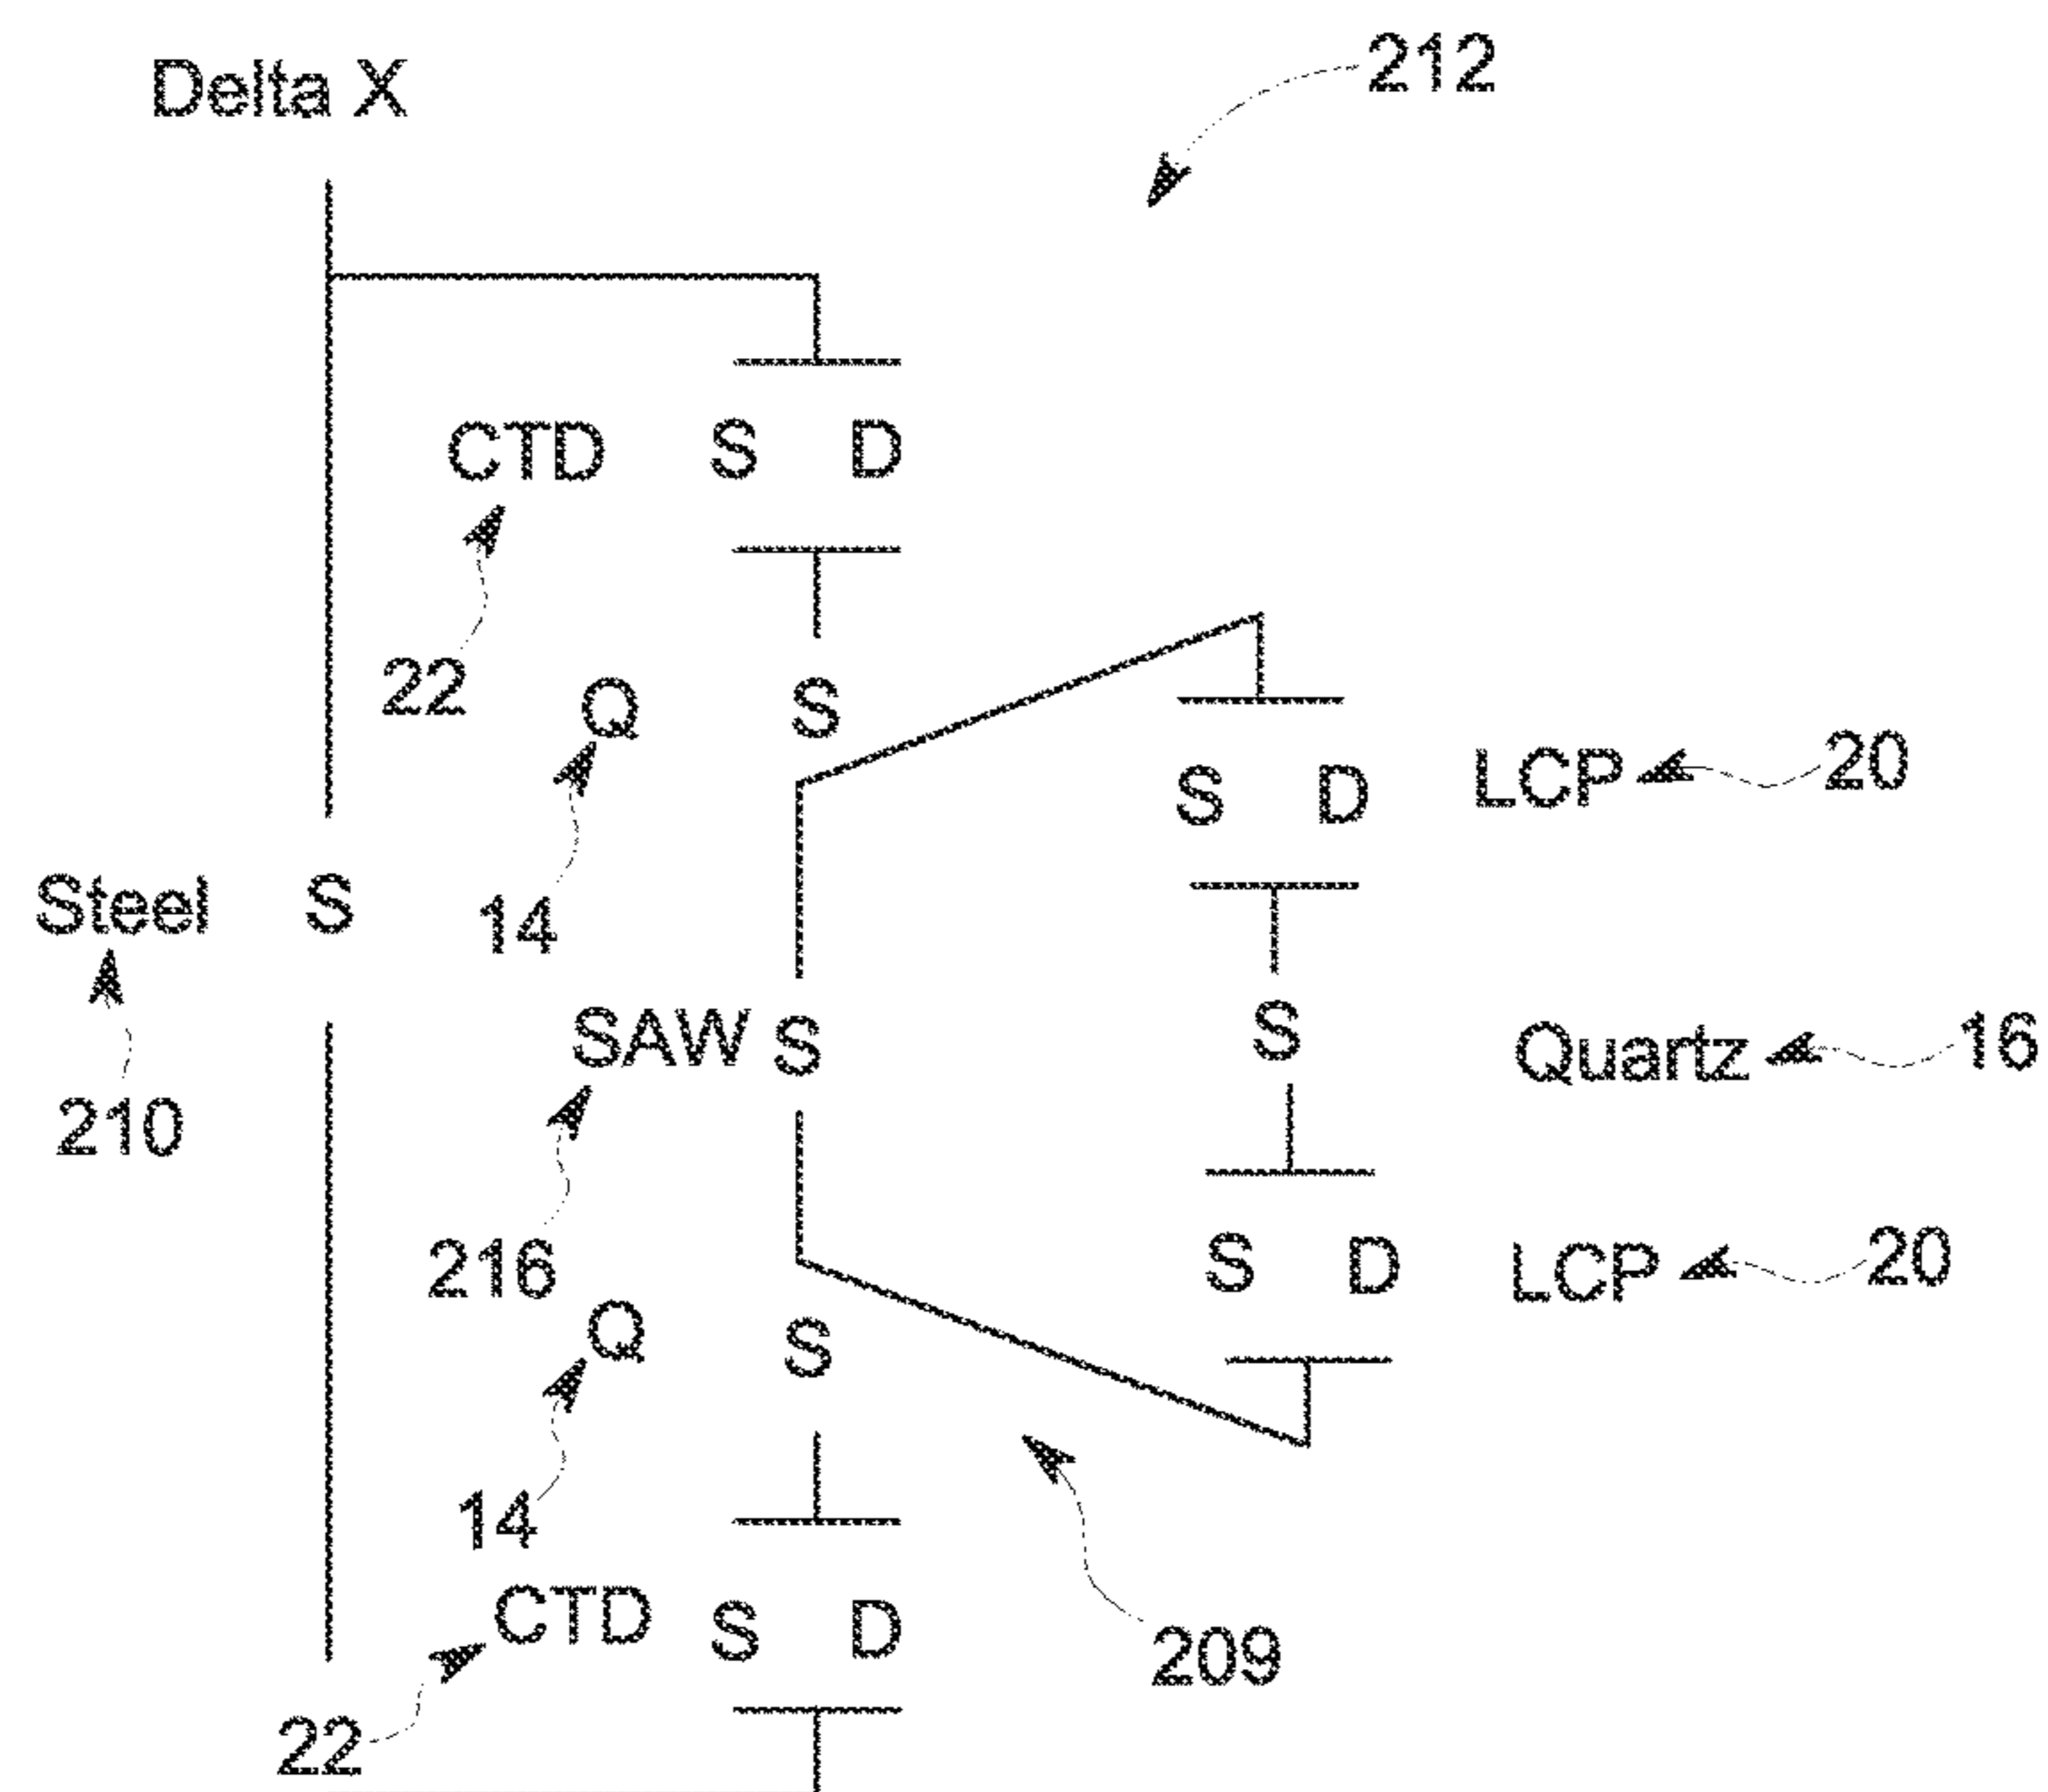 212
Delta X
CTD S D
22
Q S
14
S D LCP 20
Steel S
210
SAW S
216
S Quartz 16
S D LCP 20
Q S
14
209
CTD S D
22